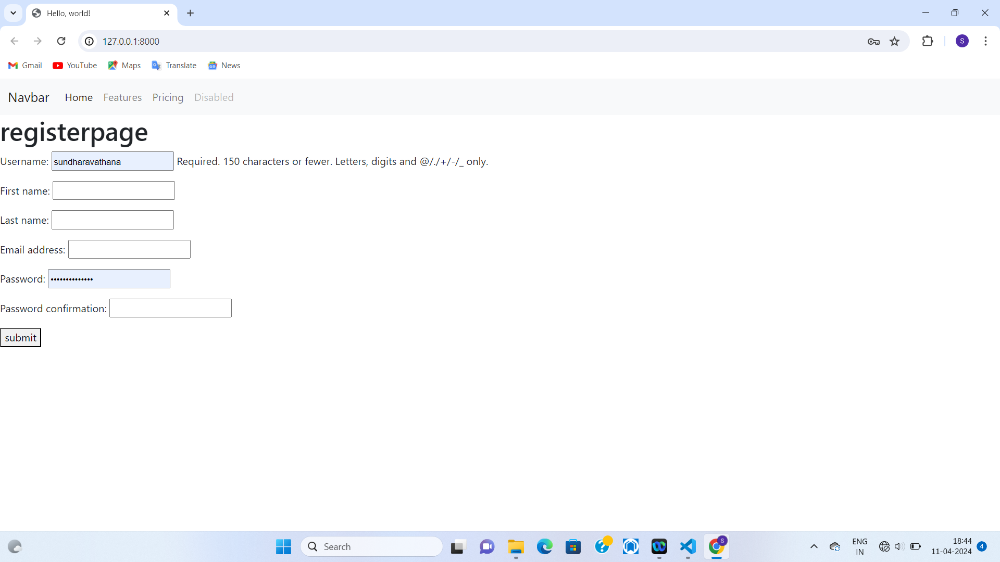 Hello, world!
127.0.0.1:8000
S
Gmail YouTube Maps Translate News
Navbar Home Features Pricing Disabled
registerpage
Username: sundharavathana Required. 150 characters or fewer. Letters, digits and @/./+/-/_ only.
First name:
Last name:
Email address:
Password: ••••••••••••••
Password confirmation:
submit
Search
S
ENG
IN
18:44
11-04-2024
4